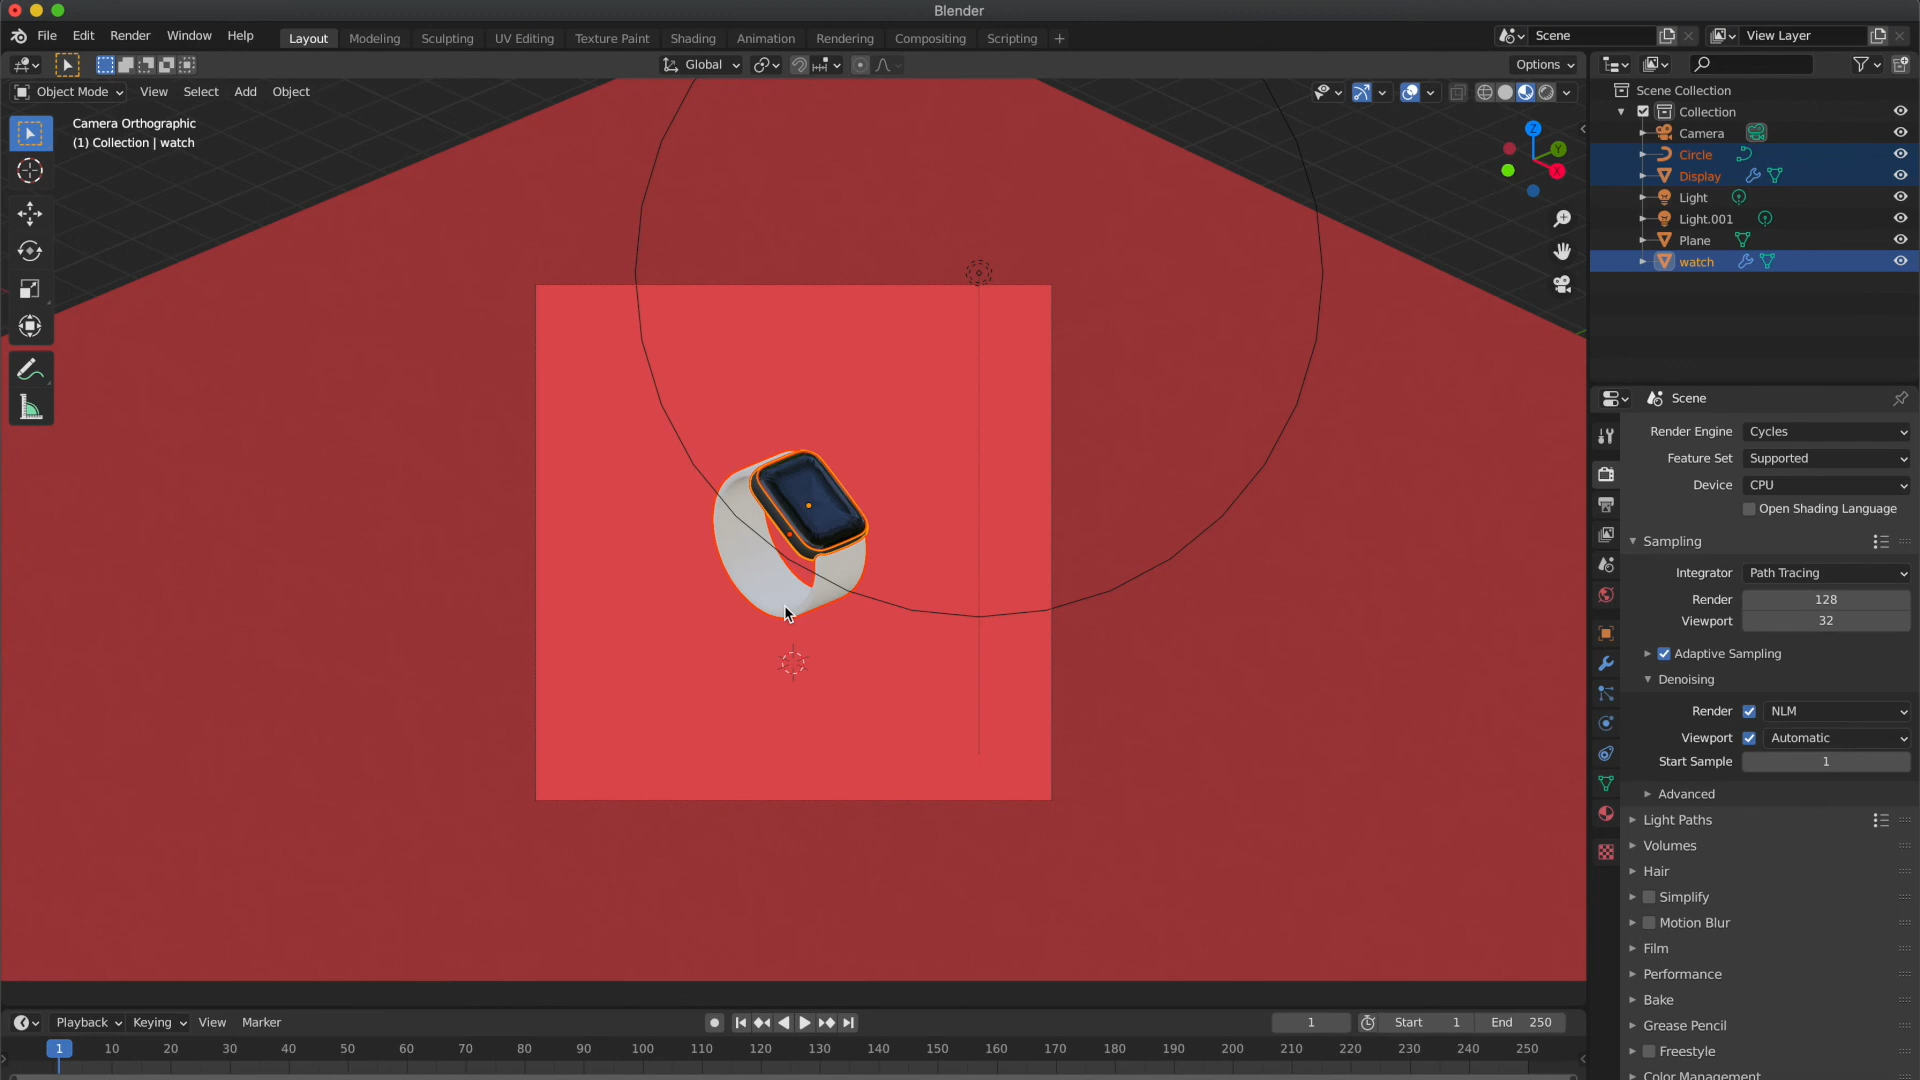 Blender
File Edit Render Window Help Layout Modeling Sculpting UV Editing Texture Paint Shading Animation Rendering Compositing Scripting + Scene View Layer
Global Options
Object Mode View Select Add Object
Camera Orthographic
(1) Collection | watch
Z
Y
X
Scene Collection
Collection
Camera
Circle
Display
Light
Light.001
Plane
watch
Scene
Render Engine Cycles
Feature Set Supported
Device CPU
Open Shading Language
Sampling
Integrator Path Tracing
Render 128
Viewport 32
Adaptive Sampling
Denoising
Render NLM
Viewport Automatic
Start Sample 1
Advanced
Light Paths
Volumes
Hair
Simplify
Motion Blur
Film
Performance
Bake
Grease Pencil
Freestyle
Color Management
Playback Keying View Marker 1 Start 1 End 250
1 10 20 30 40 50 60 70 80 90 100 110 120 130 140 150 160 170 180 190 200 210 220 230 240 250